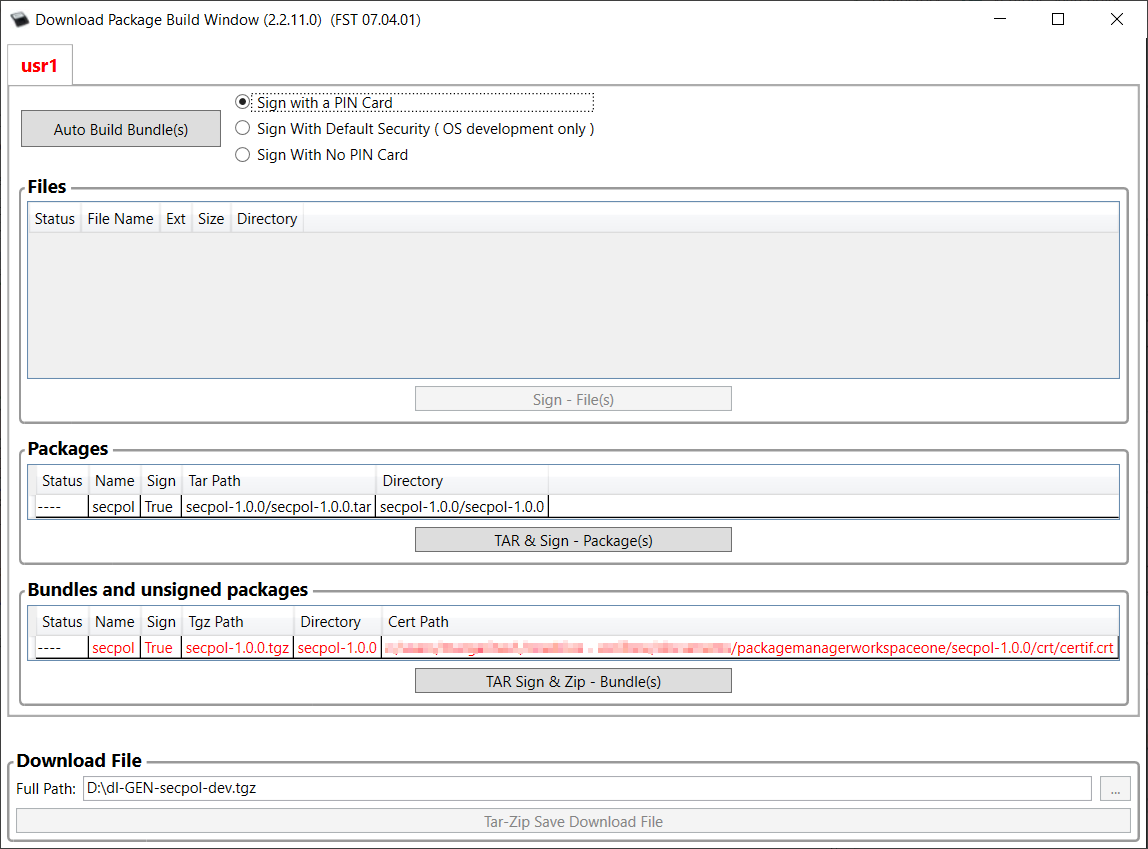 Download Package Build Window (2.2.11.0)  (FST 07.04.01)
usr1
Auto Build Bundle(s)
Sign with a PIN Card
Sign With Default Security ( OS development only )
Sign With No PIN Card
Files
Status File Name Ext Size Directory
Sign - File(s)
Packages
Status Name Sign Tar Path Directory
---- secpol True secpol-1.0.0/secpol-1.0.0.tar secpol-1.0.0/secpol-1.0.0
TAR & Sign - Package(s)
Bundles and unsigned packages
Status Name Sign Tgz Path Directory Cert Path
---- secpol True secpol-1.0.0.tgz secpol-1.0.0 /packagemanagerworkspaceone/secpol-1.0.0/crt/certif.crt
TAR Sign & Zip - Bundle(s)
Download File
Full Path: D:\dl-GEN-secpol-dev.tgz ...
Tar-Zip Save Download File